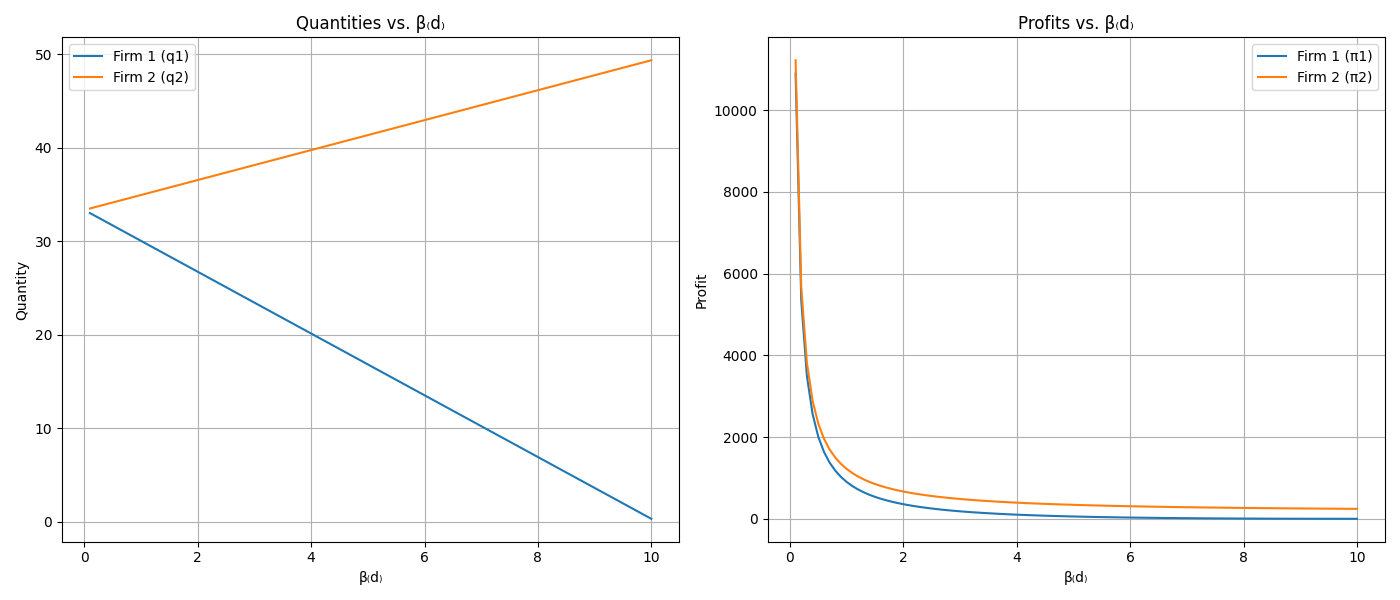 Quantities vs. β₍d₎
Firm 1 (q1)
Firm 2 (q2)
Quantity
50
40
30
20
10
0
0 2 4 6 8 10
β₍d₎
Profits vs. β₍d₎
Firm 1 (π1)
Firm 2 (π2)
Profit
10000
8000
6000
4000
2000
0
0 2 4 6 8 10
β₍d₎